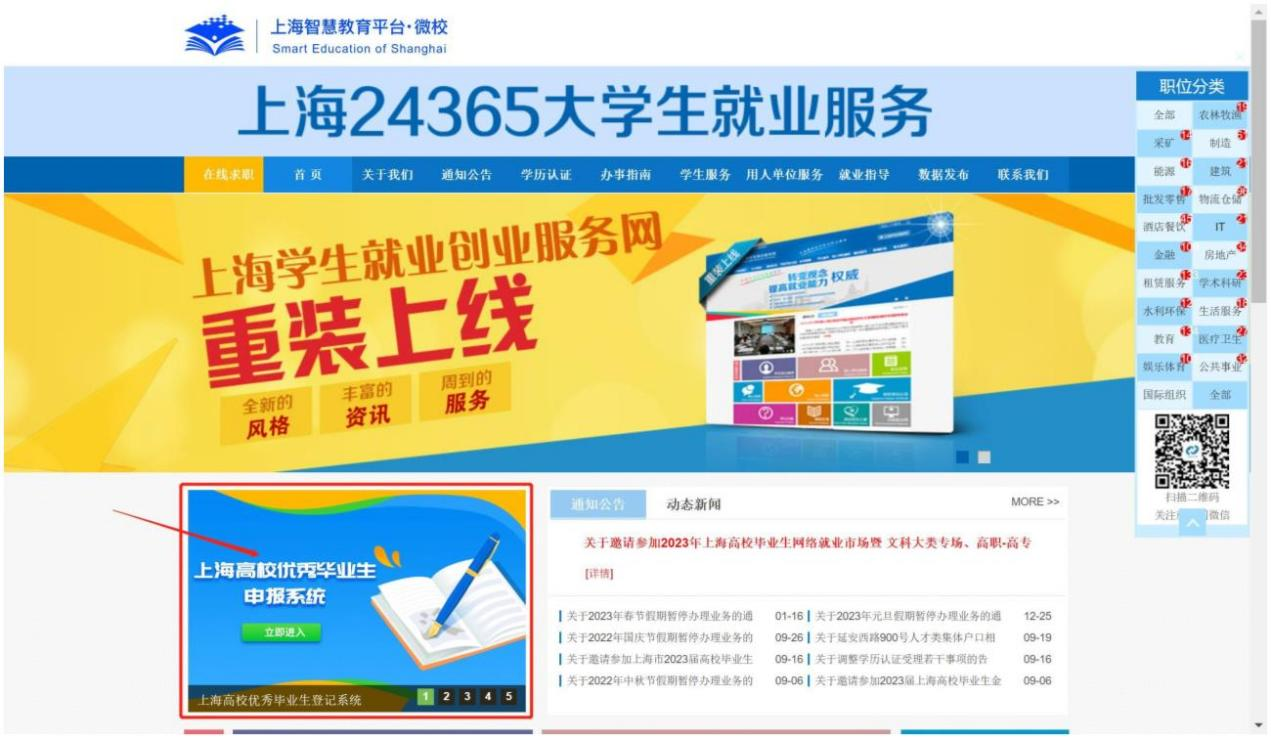 上海智慧教育平台·微校
Smart Education of Shanghai
上海24365大学生就业服务
在线求职 首 页 关于我们 通知公告 学历认证 办事指南 学生服务 用人单位服务 就业指导 数据发布 联系我们
上海学生就业创业服务网
重装上线
全新的
风格
丰富的
资讯
周到的
服务
重装上线
转变观念
提高就业能力 权威
上海高校优秀毕业生
申报系统
立即进入
上海高校优秀毕业生登记系统
1 2 3 4 5
通知公告 动态新闻 MORE >>
关于邀请参加2023年上海高校毕业生网络就业市场暨 文科大类专场、高职-高专
[详情]
关于2023年春节假期暂停办理业务的通 01-16 关于2023年元旦假期暂停办理业务的通 12-25
关于2022年国庆节假期暂停办理业务的 09-26 关于延安西路900号人才类集体户口相 09-19
关于邀请参加上海市2023届高校毕业生 09-16 关于调整学历认证受理若干事项的告 09-16
关于2022年中秋节假期暂停办理业务的 09-06 关于邀请参加2023届上海高校毕业生金 09-06
职位分类
全部 农林牧渔
采矿 制造
能源 建筑
批发零售 物流仓储
酒店餐饮 IT
金融 房地产
租赁服务 学术科研
水利环保 生活服务
教育 医疗卫生
娱乐体育 公共事业
国际组织 全部
扫描二维码
关注 微信